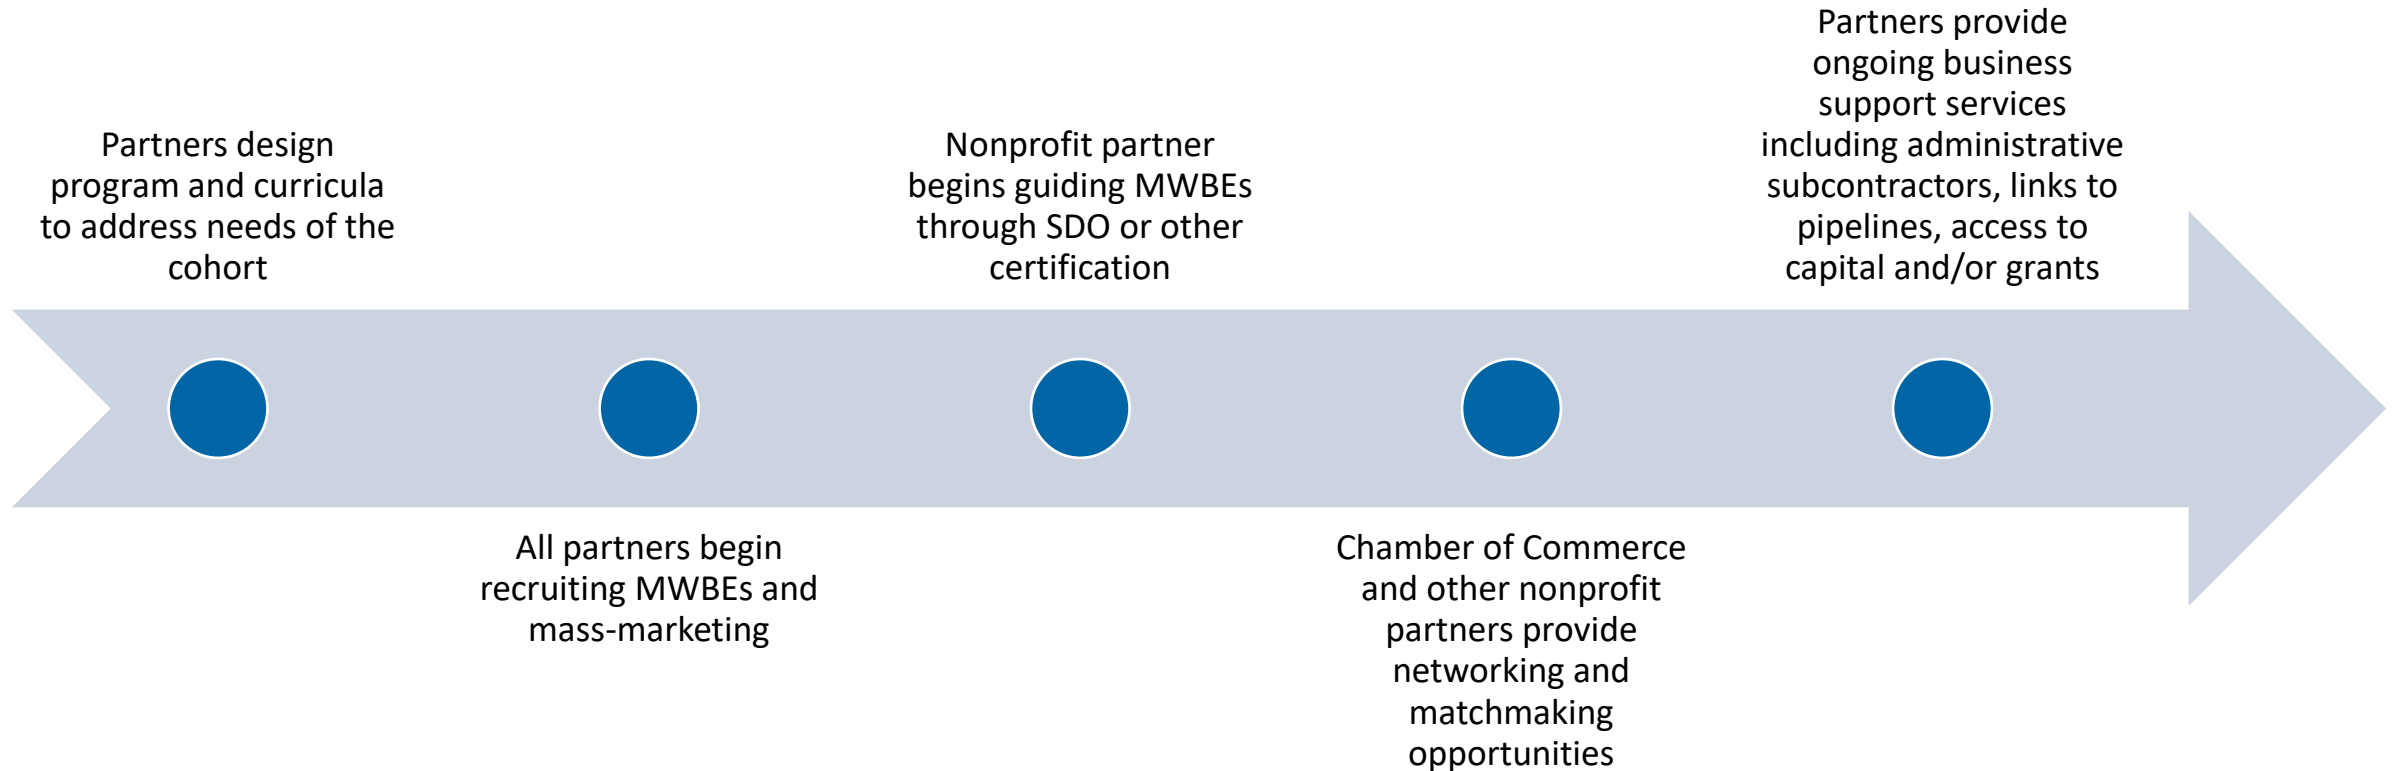 Partners design
program and curricula
to address needs of the
cohort
All partners begin
recruiting MWBEs and
mass-marketing
Nonprofit partner
begins guiding MWBEs
through SDO or other
certification
Chamber of Commerce
and other nonprofit
partners provide
networking and
matchmaking
opportunities
Partners provide
ongoing business
support services
including administrative
subcontractors, links to
pipelines, access to
capital and/or grants